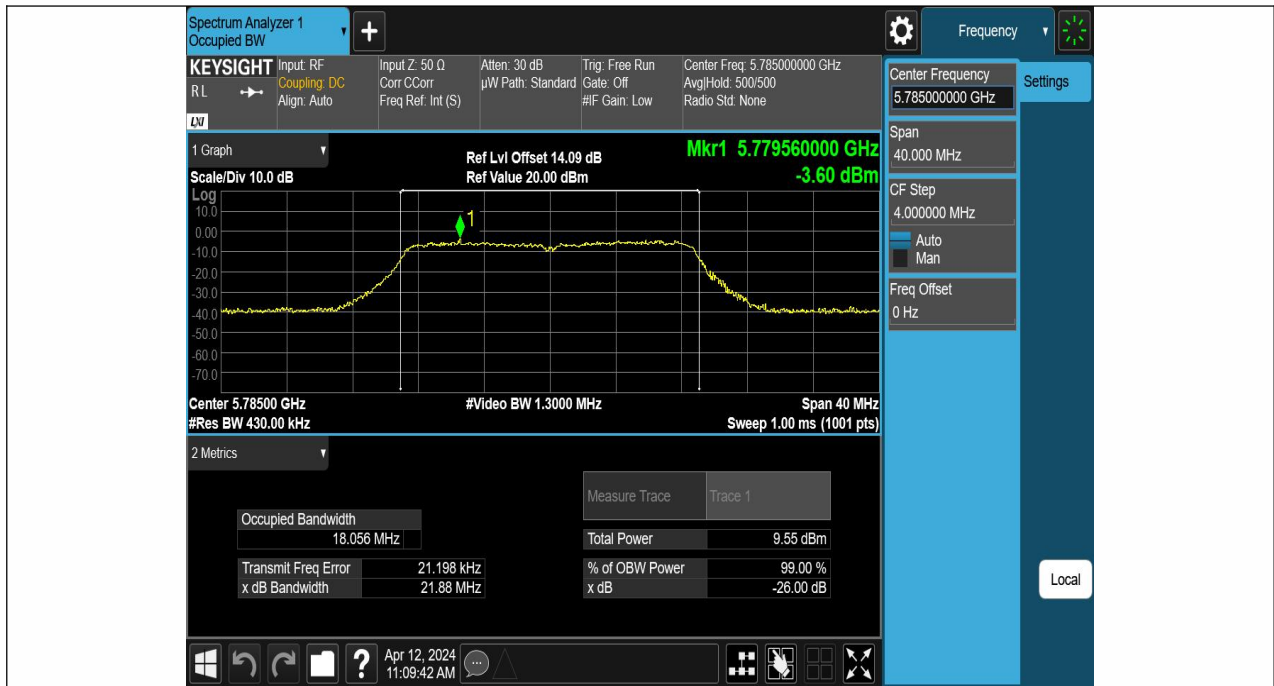 Spectrum Analyzer 1
Occupied BW
+
Frequency
KEYSIGHT
RL
LXI
Input: RF
Coupling: DC
Align: Auto
Input Z: 50 Ω
Corr CCorr
Freq Ref: Int (S)
Atten: 30 dB
µW Path: Standard
Trig: Free Run
Gate: Off
#IF Gain: Low
Center Freq: 5.785000000 GHz
Avg|Hold: 500/500
Radio Std: None
Center Frequency
5.785000000 GHz
Settings
Span
40.000 MHz
CF Step
4.000000 MHz
Auto
Man
Freq Offset
0 Hz
Local
1 Graph
Scale/Div 10.0 dB
Ref Lvl Offset 14.09 dB
Ref Value 20.00 dBm
Mkr1 5.779560000 GHz
-3.60 dBm
Log
10.0
0.00
-10.0
-20.0
-30.0
-40.0
-50.0
-60.0
-70.0
1
Center 5.78500 GHz
#Video BW 1.3000 MHz
Span 40 MHz
#Res BW 430.00 kHz
Sweep 1.00 ms (1001 pts)
2 Metrics
Measure Trace Trace 1
Occupied Bandwidth
18.056 MHz
Total Power 9.55 dBm
Transmit Freq Error 21.198 kHz
% of OBW Power 99.00 %
x dB Bandwidth 21.88 MHz
x dB -26.00 dB
?
Apr 12, 2024
11:09:42 AM